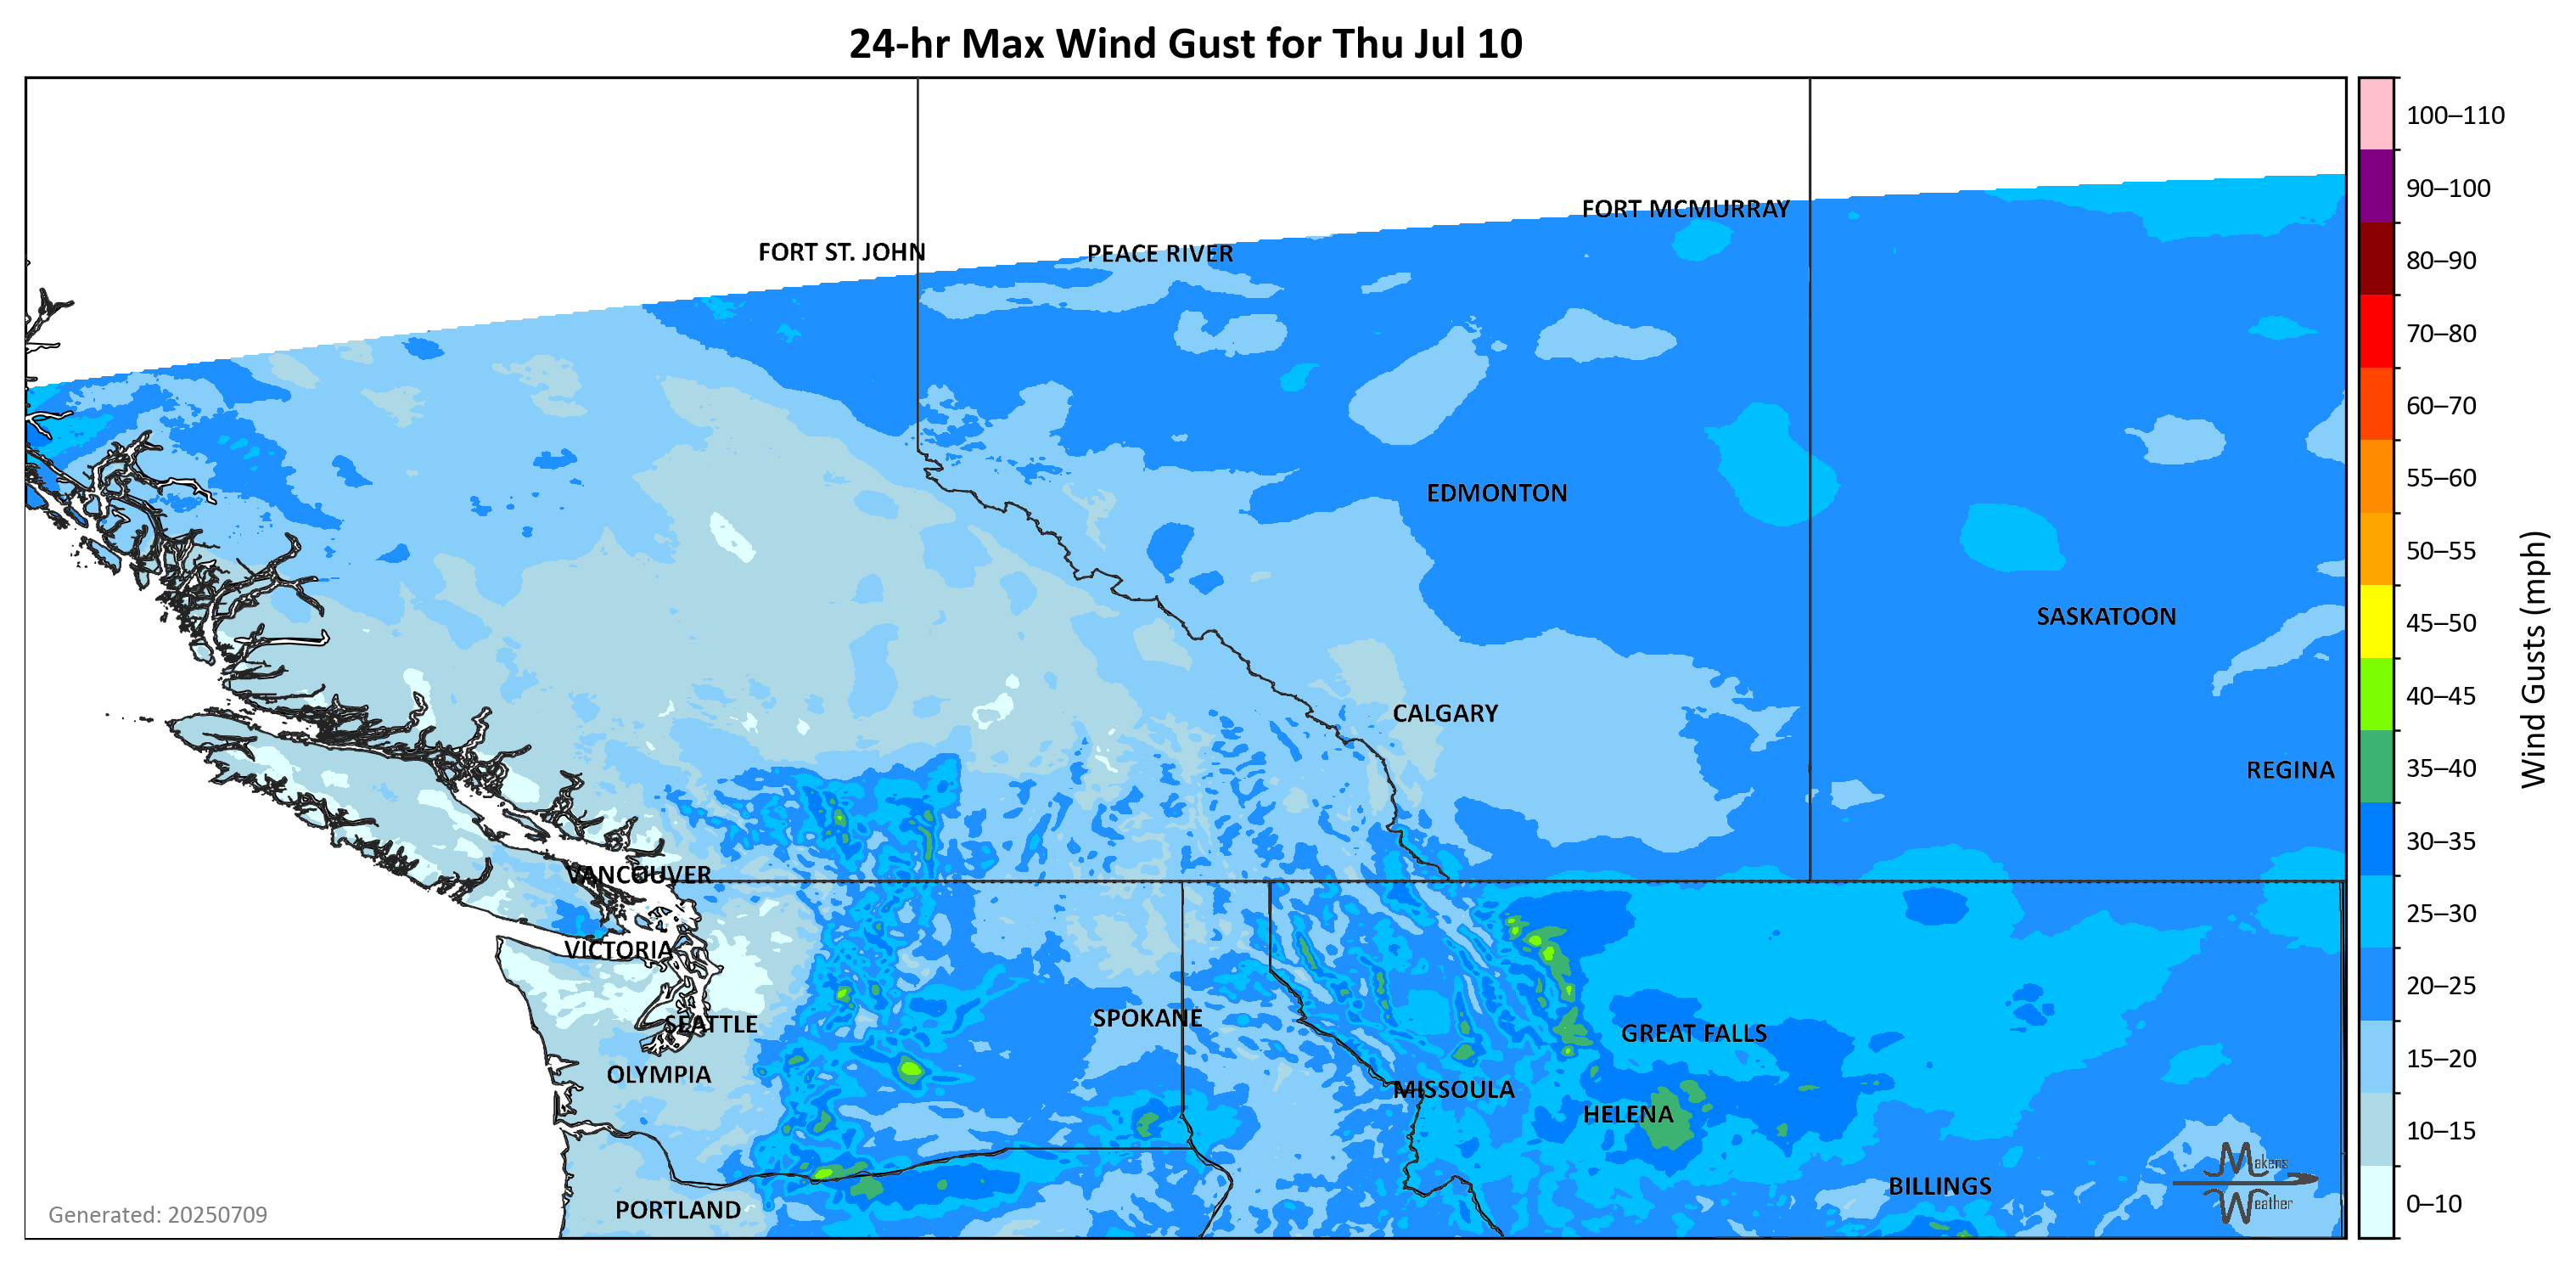 24-hr Max Wind Gust for Thu Jul 10
100–110
90–100
80–90
70–80
60–70
55–60
50–55
45–50
40–45
35–40
30–35
25–30
20–25
15–20
10–15
0–10
Wind Gusts (mph)
FORT MCMURRAY
FORT ST. JOHN
PEACE RIVER
EDMONTON
SASKATOON
CALGARY
REGINA
VANCOUVER
VICTORIA
SPOKANE
SEATTLE
GREAT FALLS
OLYMPIA
MISSOULA
HELENA
BILLINGS
PORTLAND
Makens
Weather
Generated: 20250709